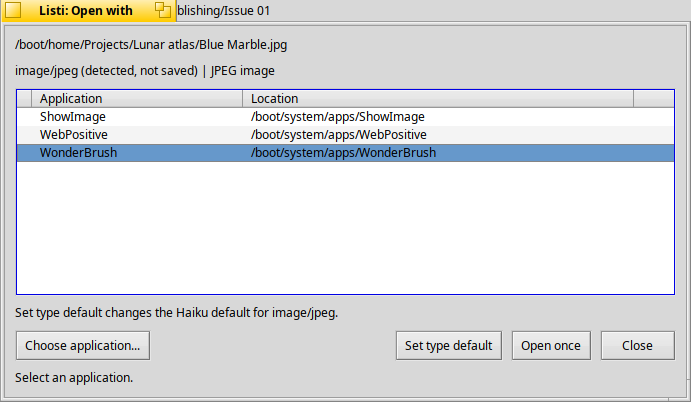 Listi: Open with
blishing/Issue 01
/boot/home/Projects/Lunar atlas/Blue Marble.jpg
image/jpeg (detected, not saved) | JPEG image
Application Location
ShowImage /boot/system/apps/ShowImage
WebPositive /boot/system/apps/WebPositive
WonderBrush /boot/system/apps/WonderBrush
Set type default changes the Haiku default for image/jpeg.
Choose application... Set type default Open once Close
Select an application.